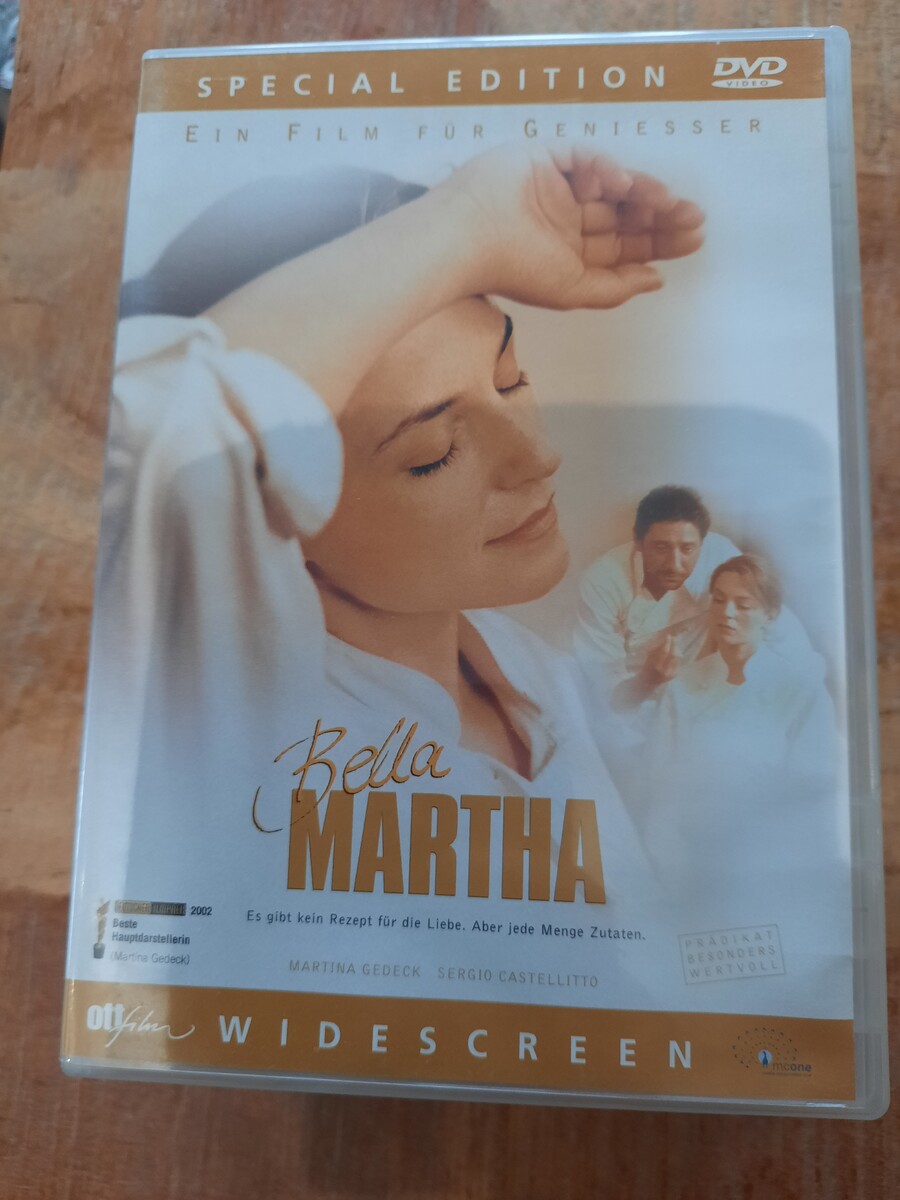 SPECIAL EDITION
DVD
VIDEO
EIN FILM FÜR GENIESSER
Bella
MARTHA
2002
Beste
Hauptdarstellerin
(Martina Gedeck)
Es gibt kein Rezept für die Liebe. Aber jede Menge Zutaten.
MARTINA GEDECK SERGIO CASTELLITTO
PRÄDIKAT
BESONDERS
WERTVOLL
ottfilm
WIDESCREEN
mcone